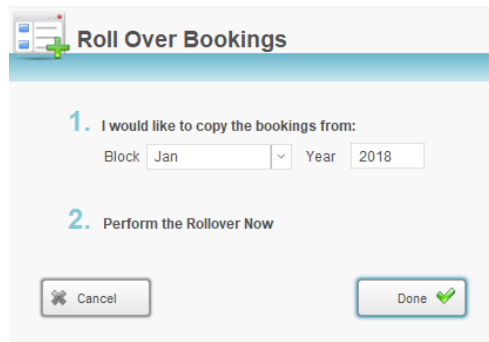 Roll Over Bookings
1. I would like to copy the bookings from:
Block Jan Year 2018
2. Perform the Rollover Now
Cancel Done